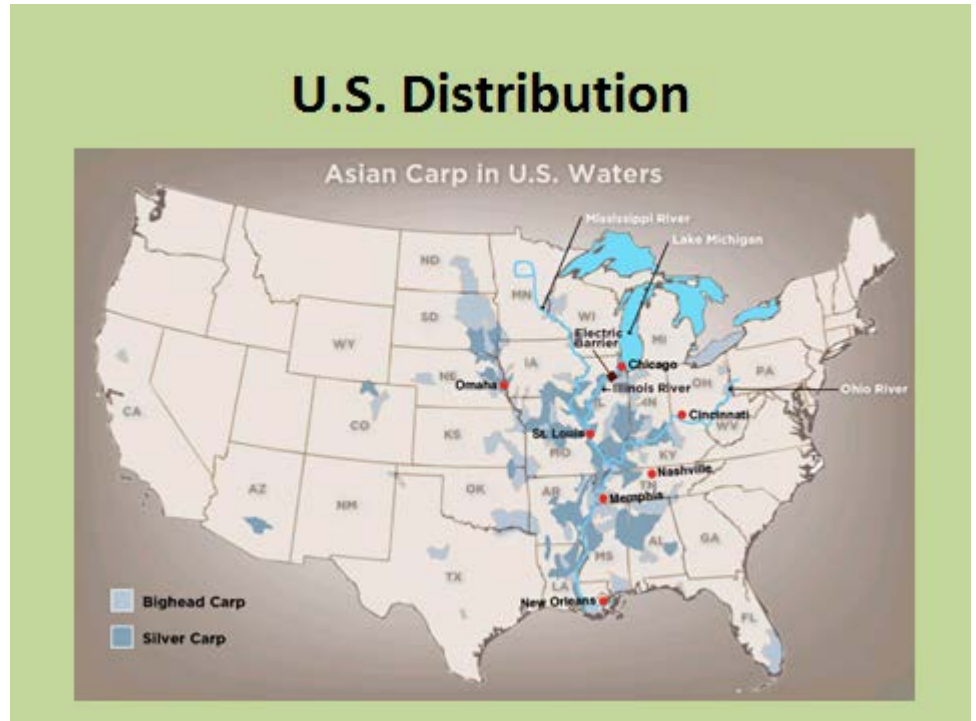 U.S. Distribution
Asian Carp in U.S. Waters
Mississippi River
Lake Michigan
ND
MN
SD
WI
MI
Electric
Barrier
WY
IA
Chicago
PA
NE
Omaha
Illinois River
OH
Ohio River
IL
IN
CA
CO
Cincinnati
WV
KS
St. Louis
MO
KY
Nashville
AZ
NM
OK
AR
TN
Memphis
MS
AL
GA
TX
LA
New Orleans
FL
Bighead Carp
Silver Carp